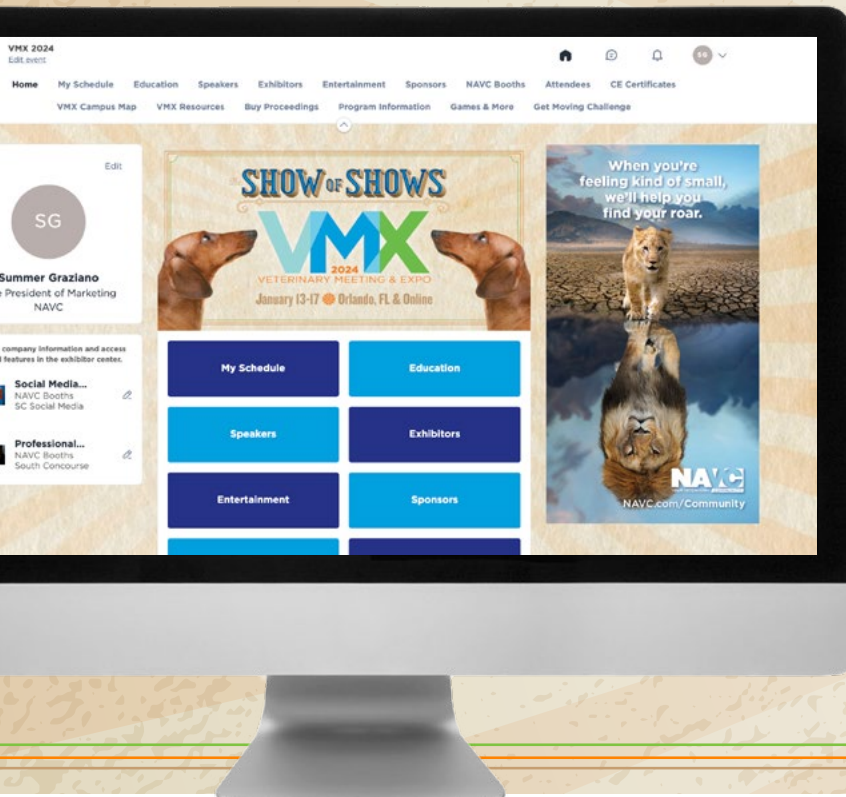 VMX 2024
Edit event
SG
Home My Schedule Education Speakers Exhibitors Entertainment Sponsors NAVC Booths Attendees CE Certificates
VMX Campus Map VMX Resources Buy Proceedings Program Information Games & More Get Moving Challenge
Edit
SG
Summer Graziano
President of Marketing
NAVC
company information and access
features in the exhibitor center.
Social Media...
NAVC Booths
SC Social Media
Professional...
NAVC Booths
South Concourse
SHOW OF SHOWS
VMX
2024
VETERINARY MEETING & EXPO
January 13-17 Orlando, FL & Online
My Schedule Education
Speakers Exhibitors
Entertainment Sponsors
When you're
feeling kind of small,
we'll help you
find your roar.
NAVC
NAVC.com/Community